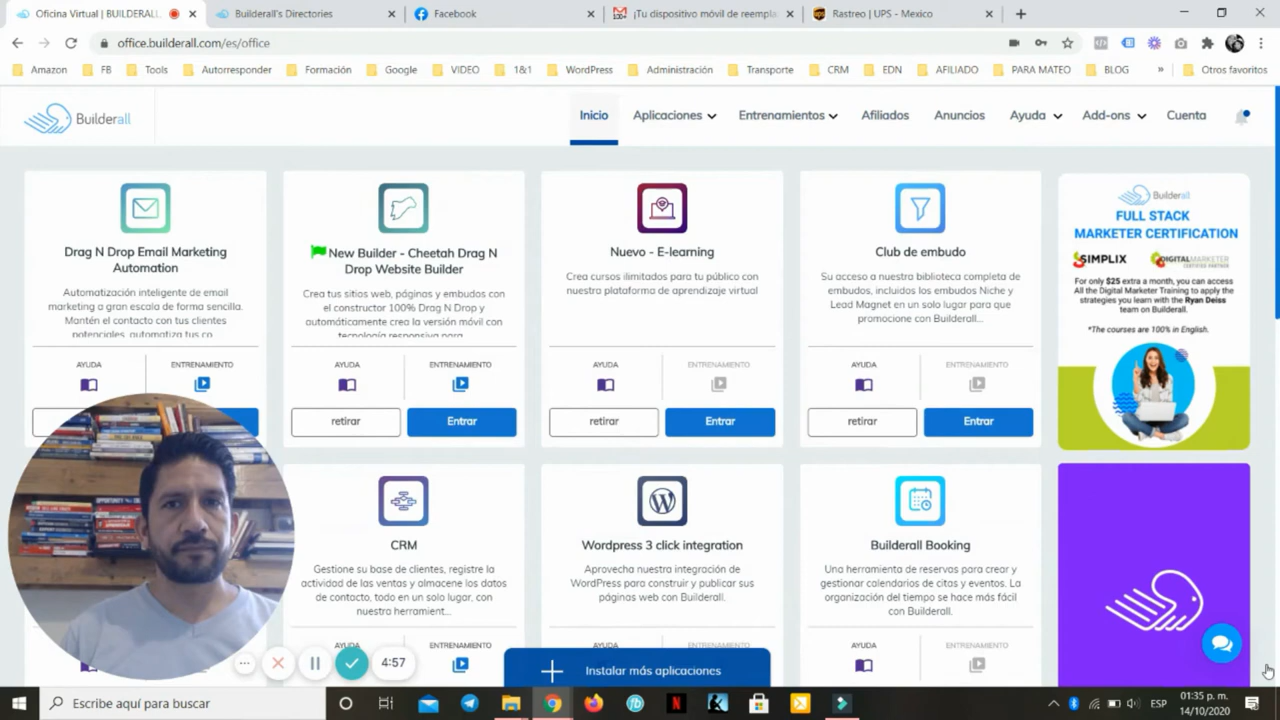 Oficina Virtual | BUILDERALL.
Builderall's Directories
Facebook
¡Tu dispositivo móvil de reempla
Rastreo | UPS - Mexico
office.builderall.com/es/office
Amazon
FB
Tools
Autorresponder
Formación
Google
VIDEO
1&1
WordPress
Administración
Transporte
CRM
EDN
AFILIADO
PARA MATEO
BLOG
»
Otros favoritos
Builderall
Inicio
Aplicaciones
Entrenamientos
Afiliados
Anuncios
Ayuda
Add-ons
Cuenta
Drag N Drop Email Marketing
Automation
Automatización inteligente de email
marketing a gran escala de forma sencilla.
Mantén el contacto con tus clientes
potenciales, automatiza tus co
AYUDA
ENTRENAMIENTO
New Builder - Cheetah Drag N
Drop Website Builder
Crea tus sitios web, páginas y embudos con
el constructor 100% Drag N Drop y
automáticamente crea la versión móvil con
tecnología responsiva para
AYUDA
ENTRENAMIENTO
retirar
Entrar
Nuevo - E-learning
Crea cursos ilimitados para tu público con
nuestra plataforma de aprendizaje virtual
AYUDA
ENTRENAMIENTO
retirar
Entrar
Club de embudo
Su acceso a nuestra biblioteca completa de
embudos, incluidos los embudos Niche y
Lead Magnet en un solo lugar para que
promocione con Builderall...
AYUDA
ENTRENAMIENTO
retirar
Entrar
Builderall
FULL STACK
MARKETER CERTIFICATION
SIMPLIX
DIGITALMARKETER
CERTIFIED PARTNER
For only $25 extra a month, you can access
All the Digital Marketer Training to apply the
strategies you learn with the Ryan Deiss
team on Builderall.
*The courses are 100% in English.
CRM
Gestione su base de clientes, registre la
actividad de las ventas y almacene los datos
de contacto, todo en un solo lugar, con
nuestra herramient...
AYUDA
ENTRENAMIENTO
Wordpress 3 click integration
Aprovecha nuestra integración de
WordPress para construir y publicar sus
páginas web con Builderall.
AYUDA
ENTRENAMIENTO
Builderall Booking
Una herramienta de reservas para crear y
gestionar calendarios de citas y eventos. La
organización del tiempo se hace más fácil
con Builderall.
AYUDA
ENTRENAMIENTO
4:57
Instalar más aplicaciones
Escribe aquí para buscar
ESP
01:35 p. m.
14/10/2020